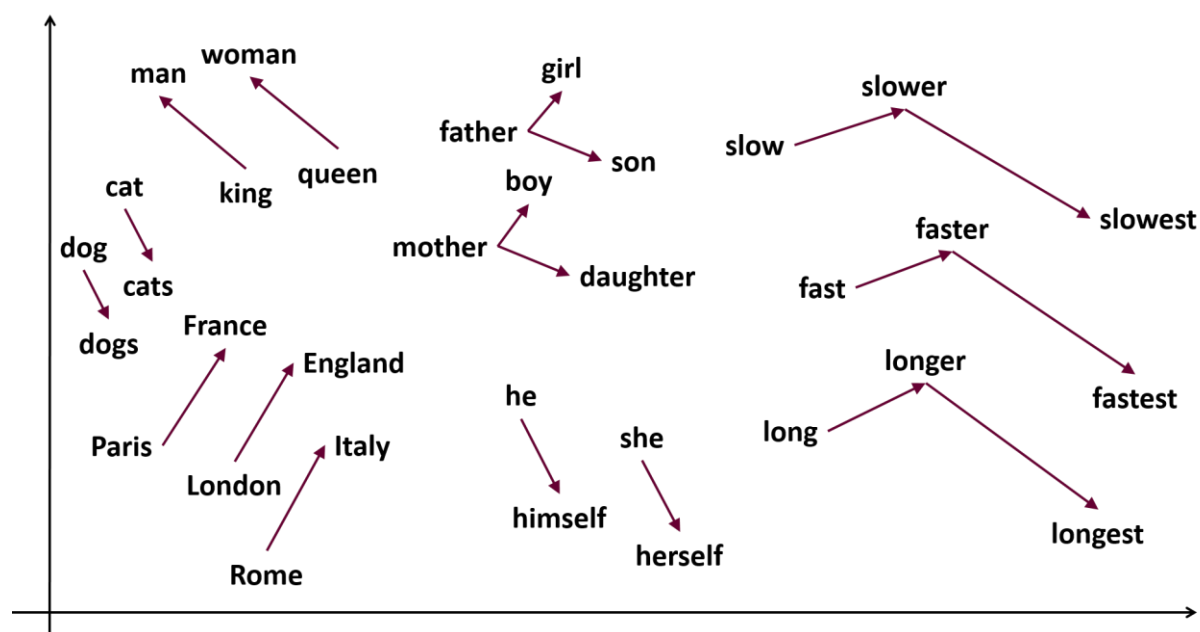 woman
man
king
queen
cat
cats
dog
dogs
France
Paris
England
London
Italy
Rome
girl
father
son
boy
mother
daughter
he
himself
she
herself
slower
slow
slowest
faster
fast
fastest
longer
long
longest